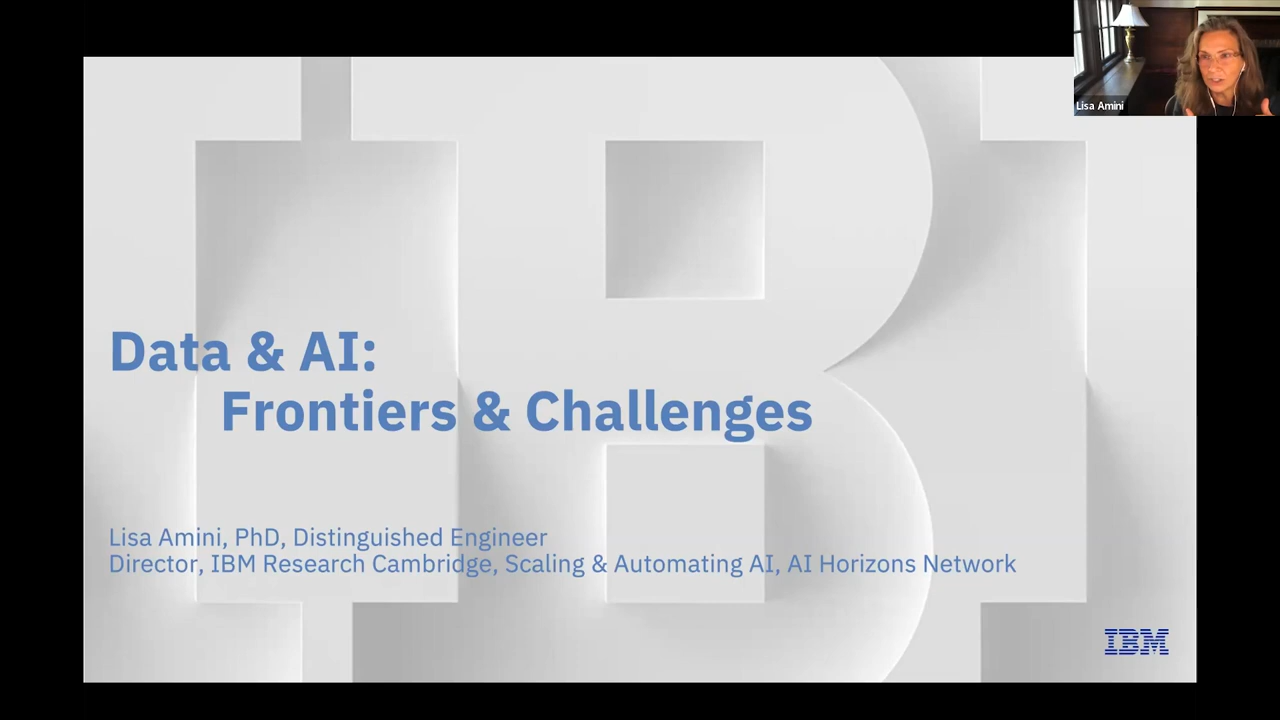 Lisa Amini
Data & AI:
Frontiers & Challenges
Lisa Amini, PhD, Distinguished Engineer
Director, IBM Research Cambridge, Scaling & Automating AI, AI Horizons Network
IBM